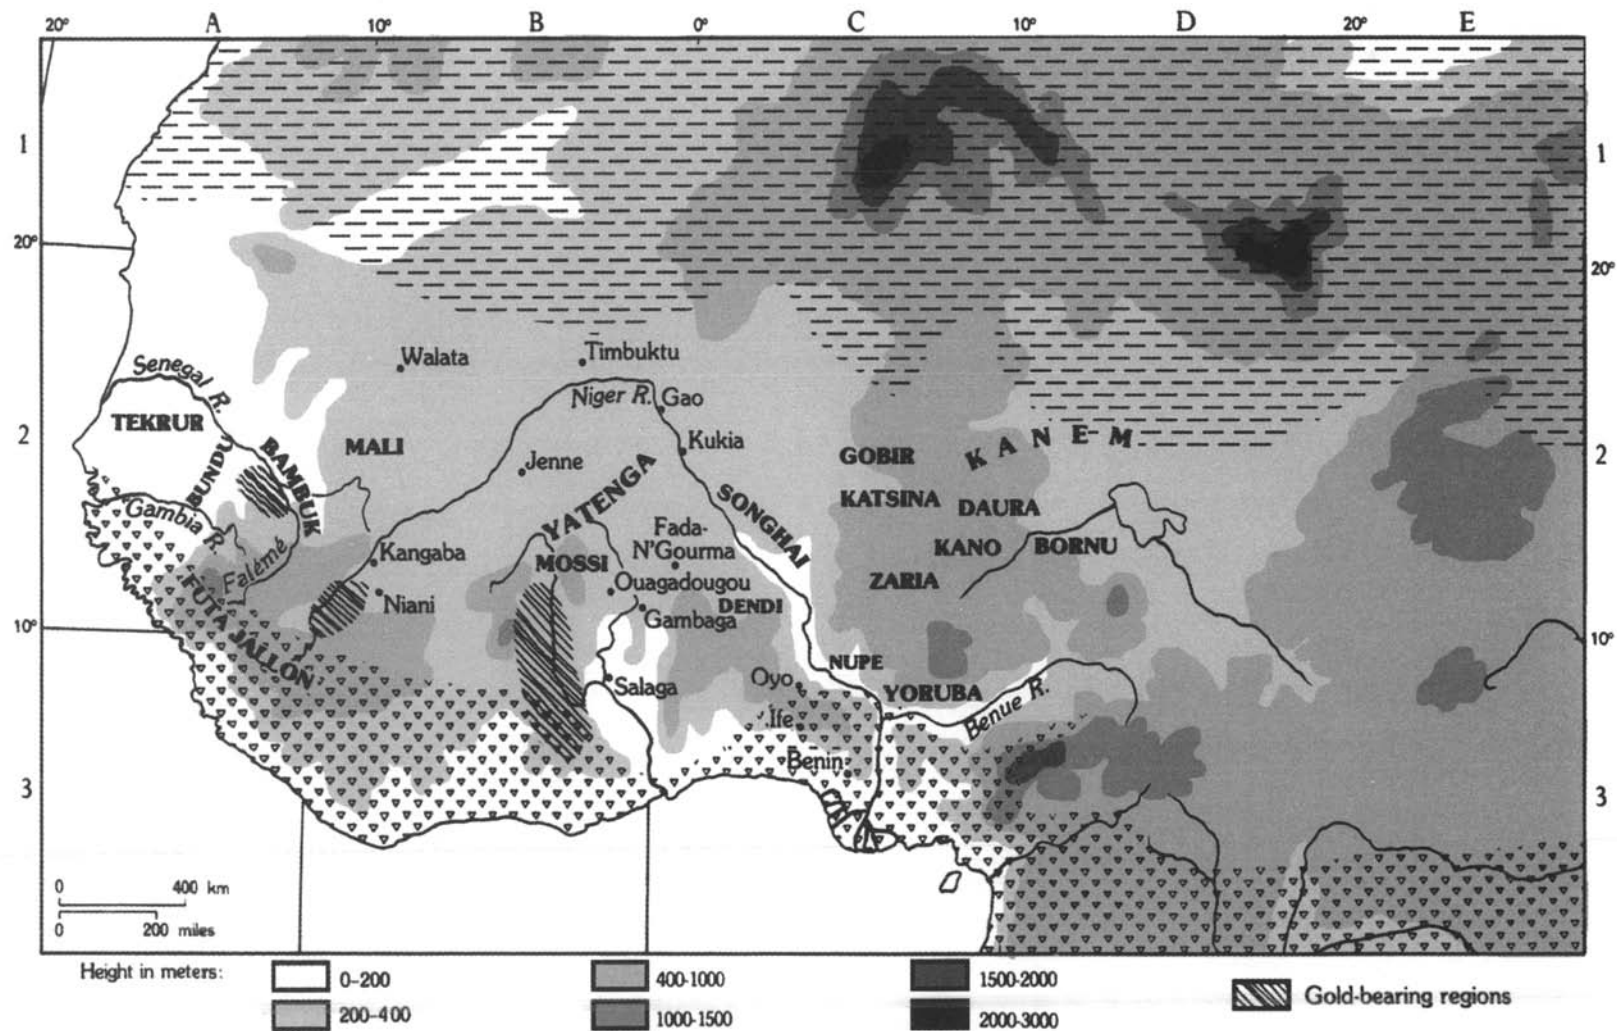 20° A 10° B 0° C 10° D 20° E
1 1
20° 20°
Walata Timbuktu
Senegal R. Niger R. Gao
TEKRUR
2 2
BUNDU BAMBUK MALI Jenne Kukia
YATENGA SONGHAI GOBIR KANEM
KATSINA DAURA
Gambia R. Falémé Kangaba
Fada-
N'Gourma
MOSSI KANO BORNU
Niani Ouagadougou ZARIA
FUTA JALLON Gambaga DENDI
10° 10°
NUPE
Salaga Oyo YORUBA
Benue R.
Ife
Benin
3 3
0 400 km
0 200 miles
Height in meters: 0-200 400-1000 1500-2000 Gold-bearing regions
200-400 1000-1500 2000-3000